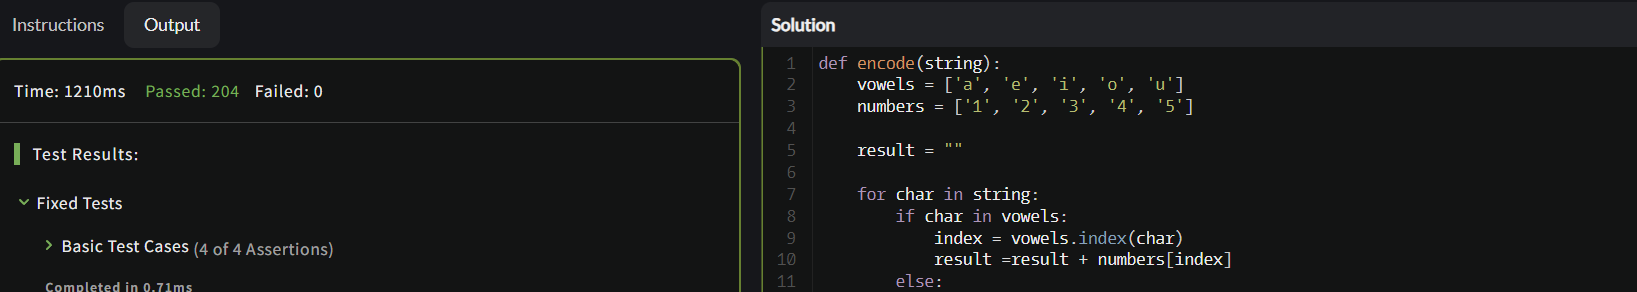 Instructions Output
Time: 1210ms Passed: 204 Failed: 0
Test Results:
Fixed Tests
Basic Test Cases (4 of 4 Assertions)
Completed in 0.71ms
Solution
1 def encode(string):
2     vowels = ['a', 'e', 'i', 'o', 'u']
3     numbers = ['1', '2', '3', '4', '5']
4
5     result = ""
6
7     for char in string:
8         if char in vowels:
9             index = vowels.index(char)
10             result =result + numbers[index]
11         else: